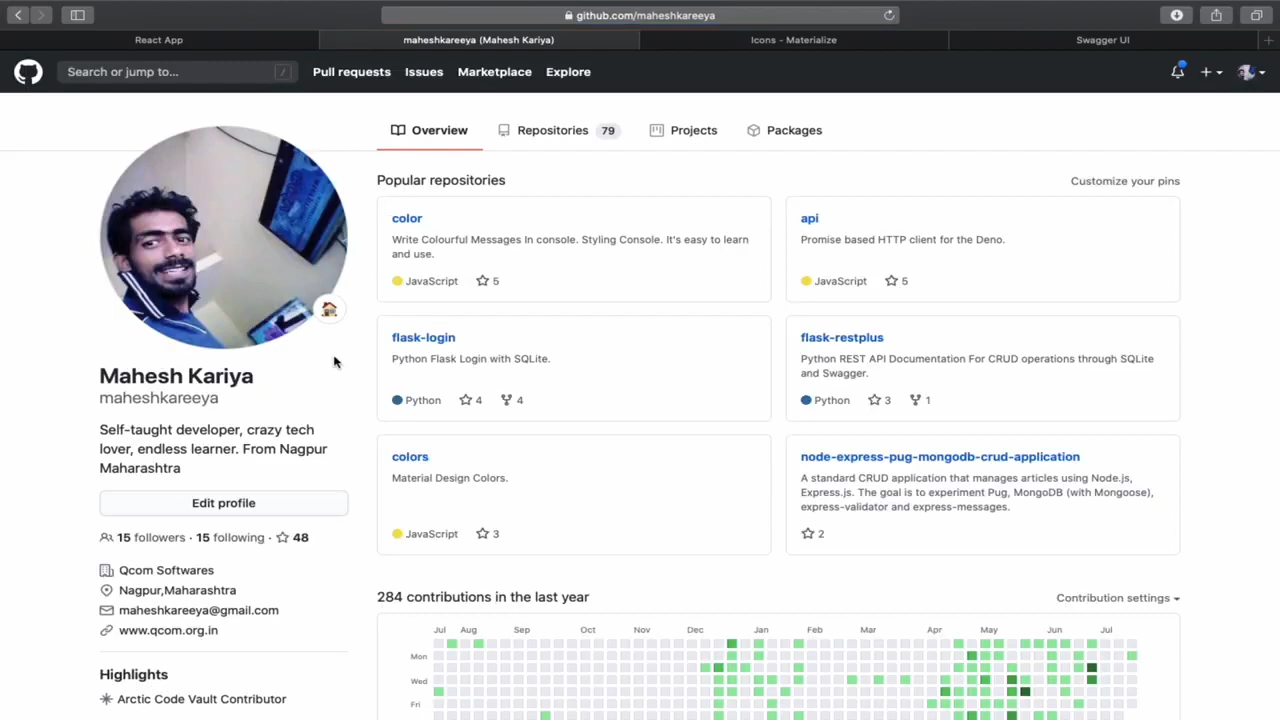 github.com/maheshkareeya
React App
maheshkareeya (Mahesh Kariya)
Icons - Materialize
Swagger UI
Search or jump to...
/
Pull requests
Issues
Marketplace
Explore
Overview
Repositories 79
Projects
Packages
Popular repositories
Customize your pins
color
Write Colourful Messages In console. Styling Console. It's easy to learn
and use.
JavaScript 5
api
Promise based HTTP client for the Deno.
JavaScript 5
flask-login
Python Flask Login with SQLite.
Python 4 4
flask-restplus
Python REST API Documentation For CRUD operations through SQLite
and Swagger.
Python 3 1
colors
Material Design Colors.
JavaScript 3
node-express-pug-mongodb-crud-application
A standard CRUD application that manages articles using Node.js,
Express.js. The goal is to experiment Pug, MongoDB (with Mongoose),
express-validator and express-messages.
2
Mahesh Kariya
maheshkareeya
Self-taught developer, crazy tech
lover, endless learner. From Nagpur
Maharashtra
Edit profile
15 followers · 15 following · 48
Qcom Softwares
Nagpur,Maharashtra
maheshkareeya@gmail.com
www.qcom.org.in
Highlights
Arctic Code Vault Contributor
284 contributions in the last year
Contribution settings
Jul Aug Sep Oct Nov Dec Jan Feb Mar Apr May Jun Jul
Mon
Wed
Fri